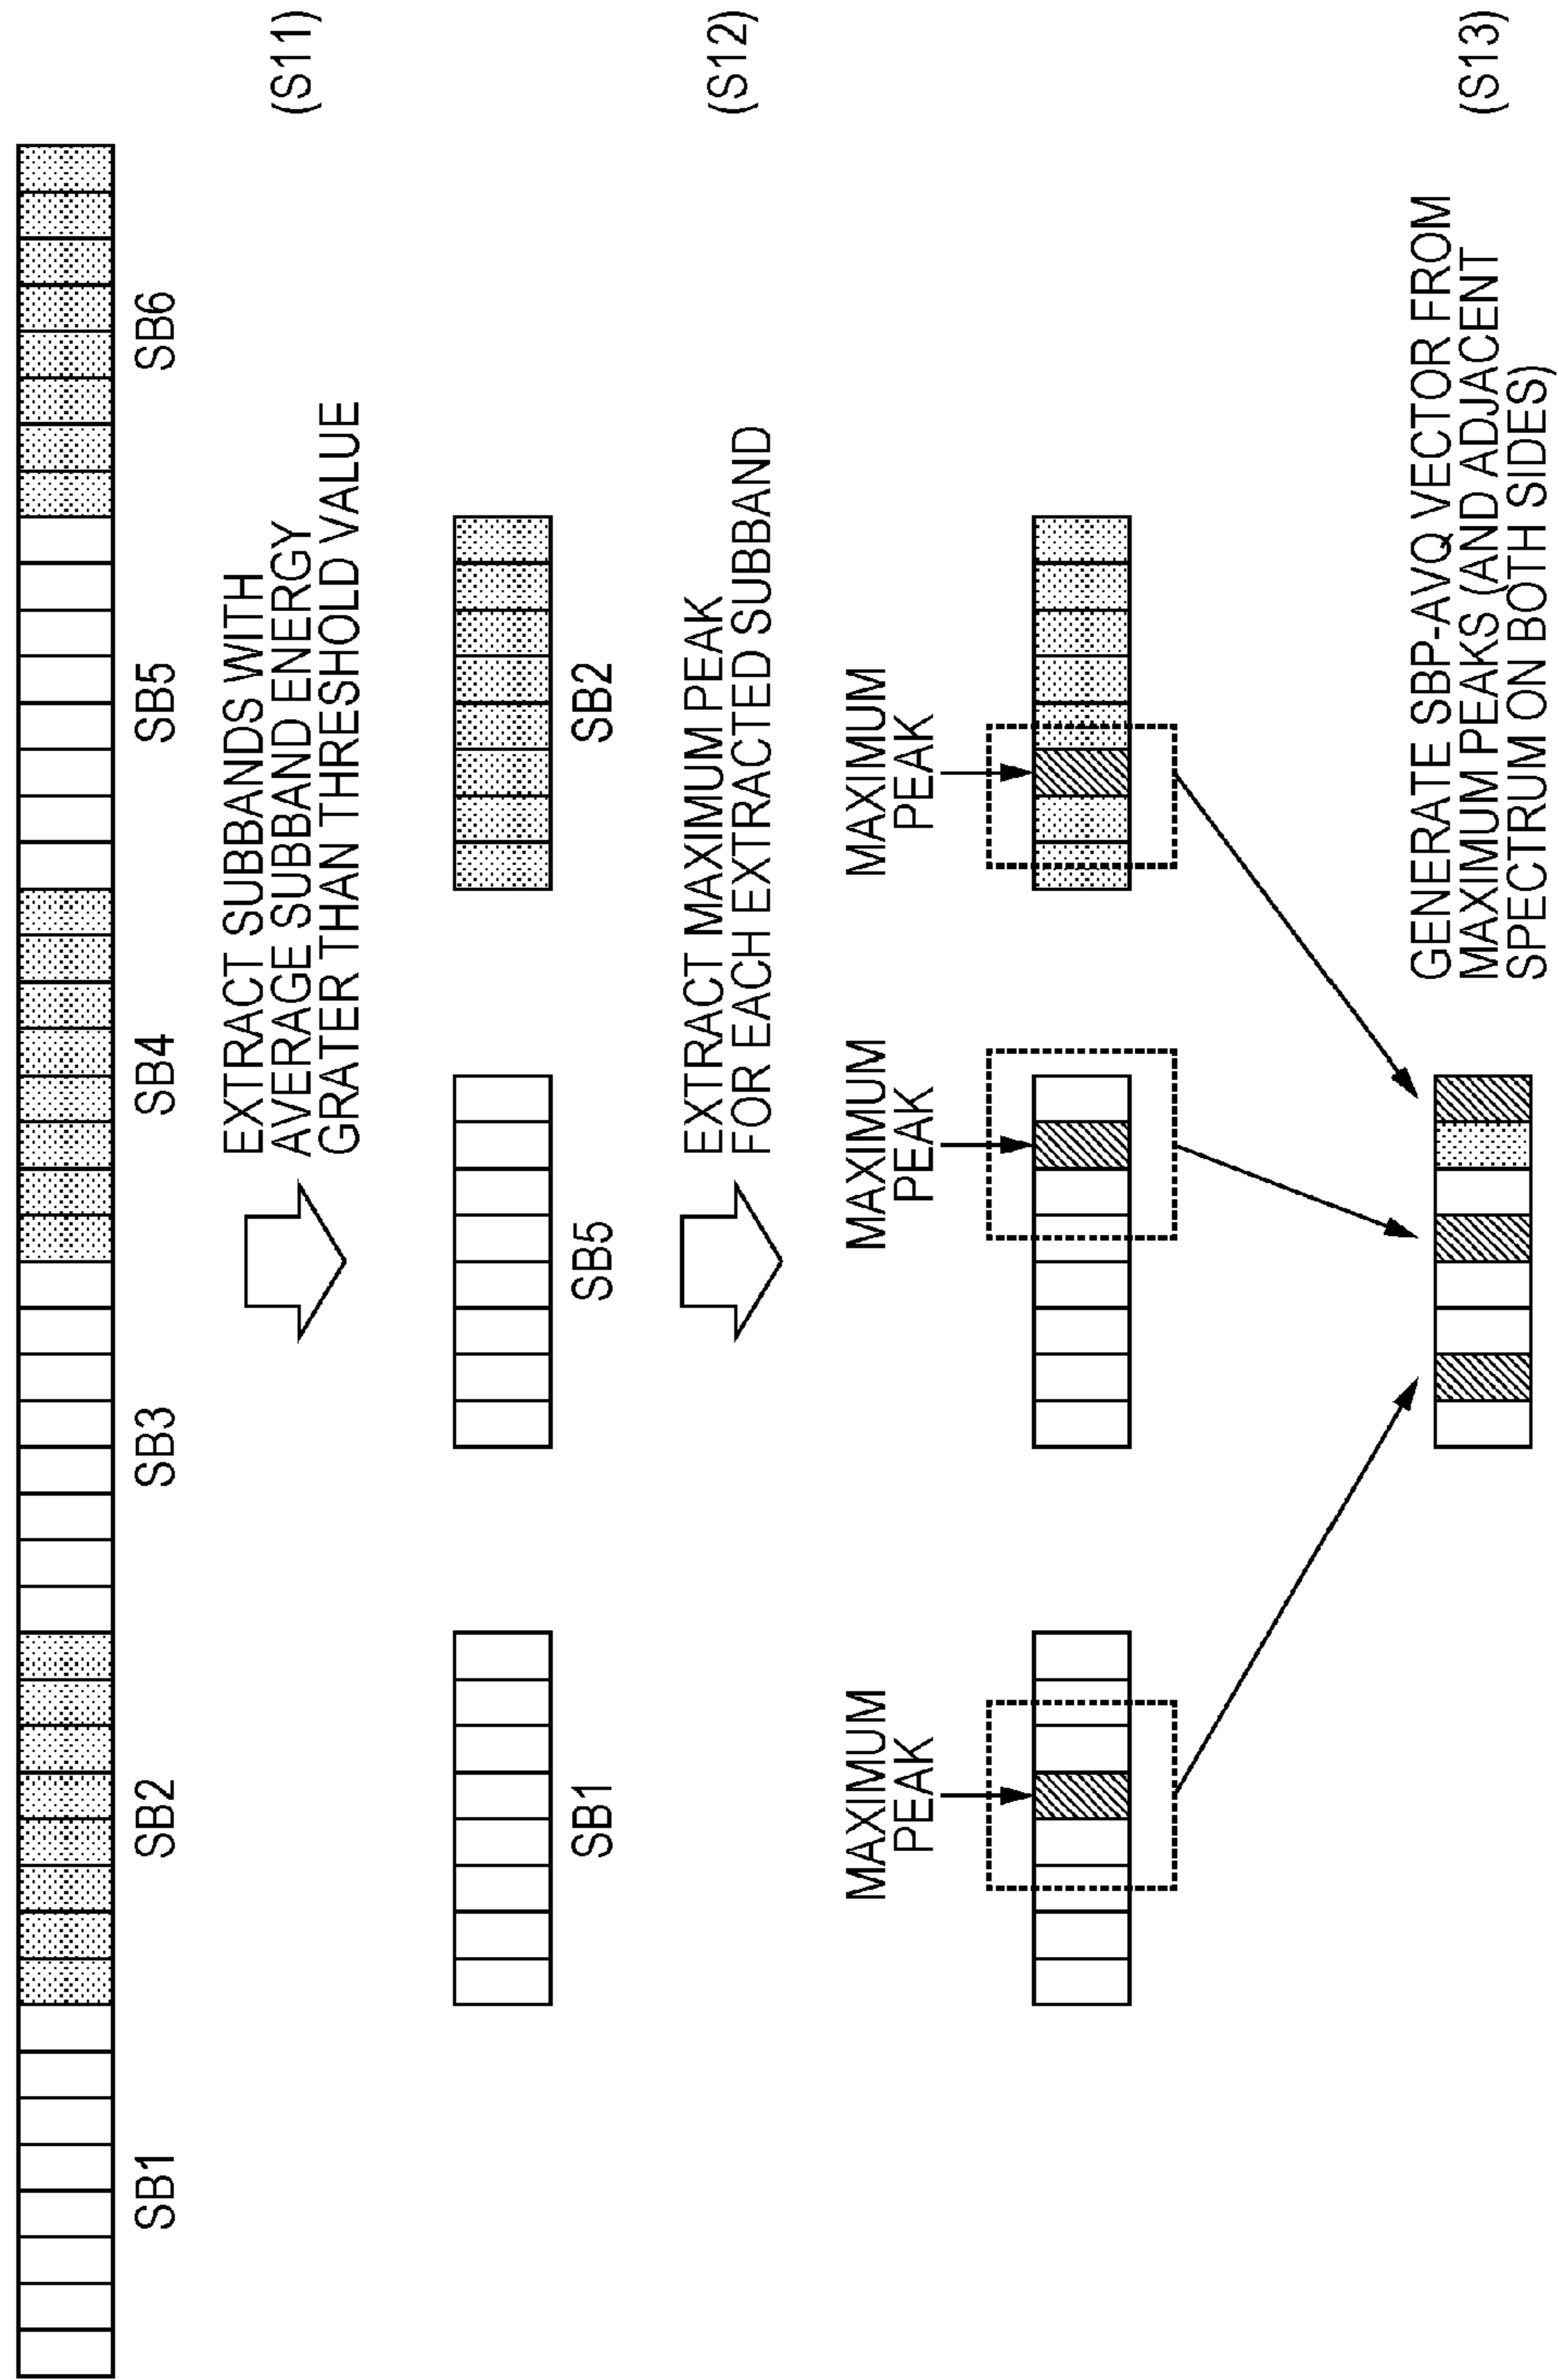 SB1
SB2
SB3
SB4
SB5
SB6
EXTRACT SUBBANDS WITH
AVERAGE SUBBAND ENERGY
GRATER THAN THRESHOLD VALUE
(S11)
SB1
SB5
SB2
EXTRACT MAXIMUM PEAK
FOR EACH EXTRACTED SUBBAND
(S12)
MAXIMUM
PEAK
MAXIMUM
PEAK
MAXIMUM
PEAK
GENERATE SBP-AVQ VECTOR FROM
MAXIMUM PEAKS (AND ADJACENT
SPECTRUM ON BOTH SIDES)
(S13)